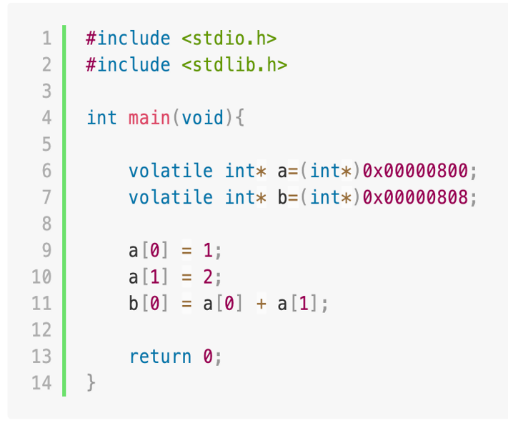 1 #include <stdio.h>
2 #include <stdlib.h>
3
4 int main(void){
5
6     volatile int* a=(int*)0x00000800;
7     volatile int* b=(int*)0x00000808;
8
9     a[0] = 1;
10     a[1] = 2;
11     b[0] = a[0] + a[1];
12
13     return 0;
14 }